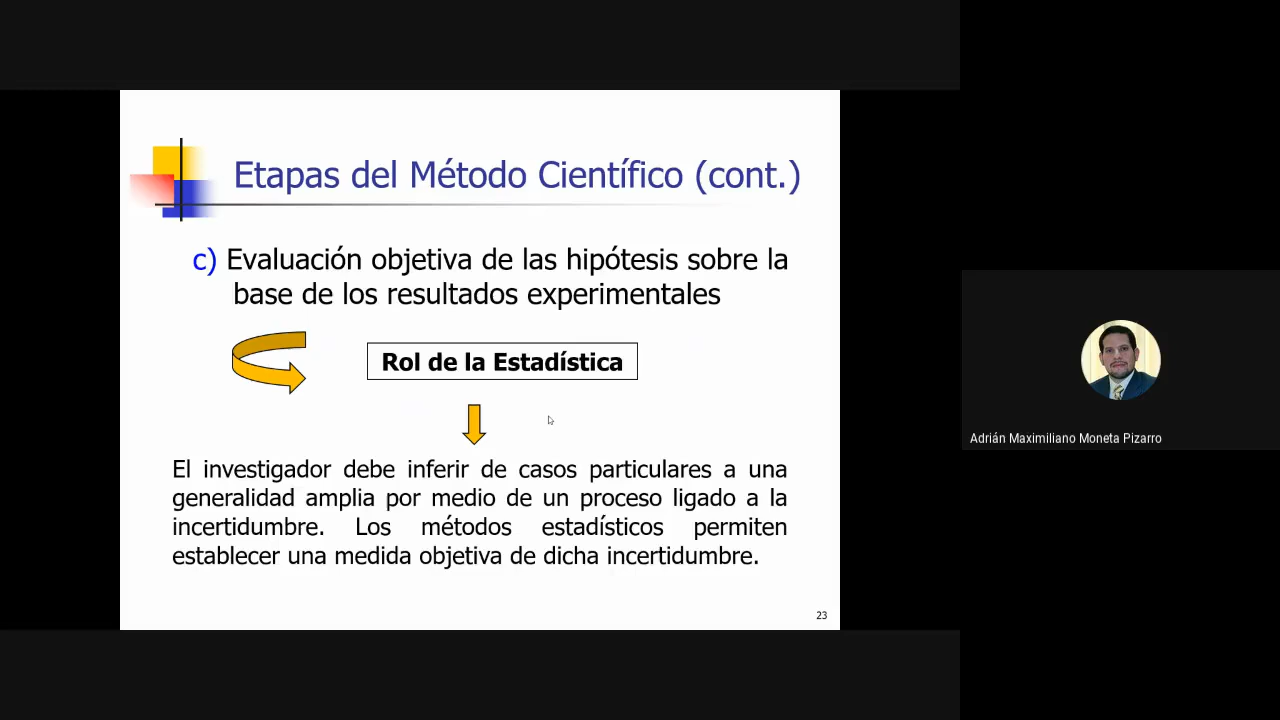 Etapas del Método Científico (cont.)
c) Evaluación objetiva de las hipótesis sobre la
base de los resultados experimentales
Rol de la Estadística
El investigador debe inferir de casos particulares a una
generalidad amplia por medio de un proceso ligado a la
incertidumbre. Los métodos estadísticos permiten
establecer una medida objetiva de dicha incertidumbre.
23
Adrián Maximiliano Moneta Pizarro